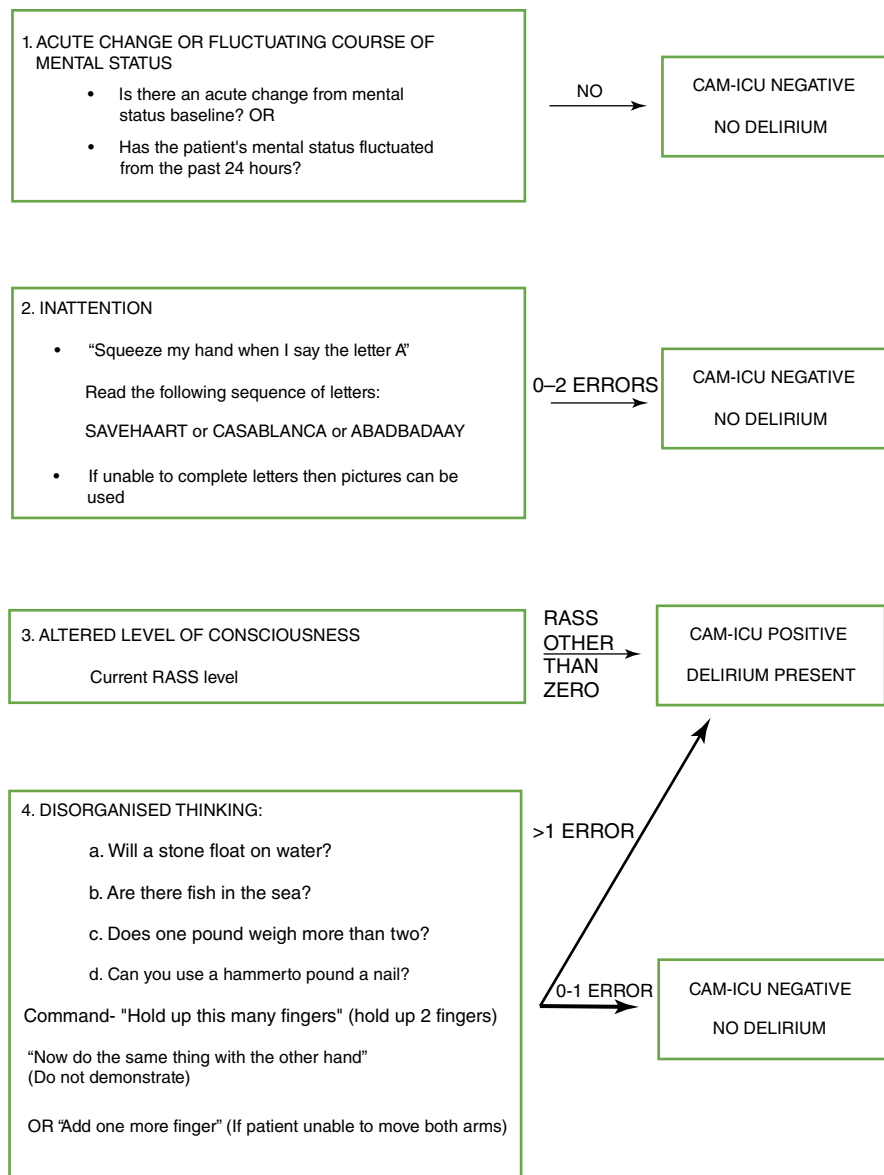 1. ACUTE CHANGE OR FLUCTUATING COURSE OF
MENTAL STATUS
• Is there an acute change from mental
status baseline? OR
• Has the patient's mental status fluctuated
from the past 24 hours?
NO
CAM-ICU NEGATIVE
NO DELIRIUM
2. INATTENTION
• “Squeeze my hand when I say the letter A”
Read the following sequence of letters:
SAVEHAART or CASABLANCA or ABADBADAAY
• If unable to complete letters then pictures can be
used
0–2 ERRORS
CAM-ICU NEGATIVE
NO DELIRIUM
3. ALTERED LEVEL OF CONSCIOUSNESS
Current RASS level
RASS
OTHER
THAN
ZERO
CAM-ICU POSITIVE
DELIRIUM PRESENT
4. DISORGANISED THINKING:
a. Will a stone float on water?
b. Are there fish in the sea?
c. Does one pound weigh more than two?
d. Can you use a hammerto pound a nail?
Command- "Hold up this many fingers" (hold up 2 fingers)
“Now do the same thing with the other hand”
(Do not demonstrate)
OR “Add one more finger” (If patient unable to move both arms)
>1 ERROR
0-1 ERROR
CAM-ICU NEGATIVE
NO DELIRIUM